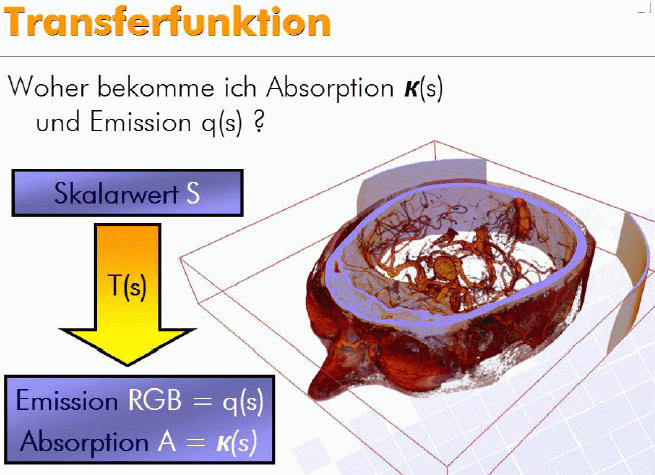 Transferfunktion
Woher bekomme ich Absorption κ(s)
und Emission q(s) ?
Skalarwert S
T(s)
Emission RGB = q(s)
Absorption A = κ(s)